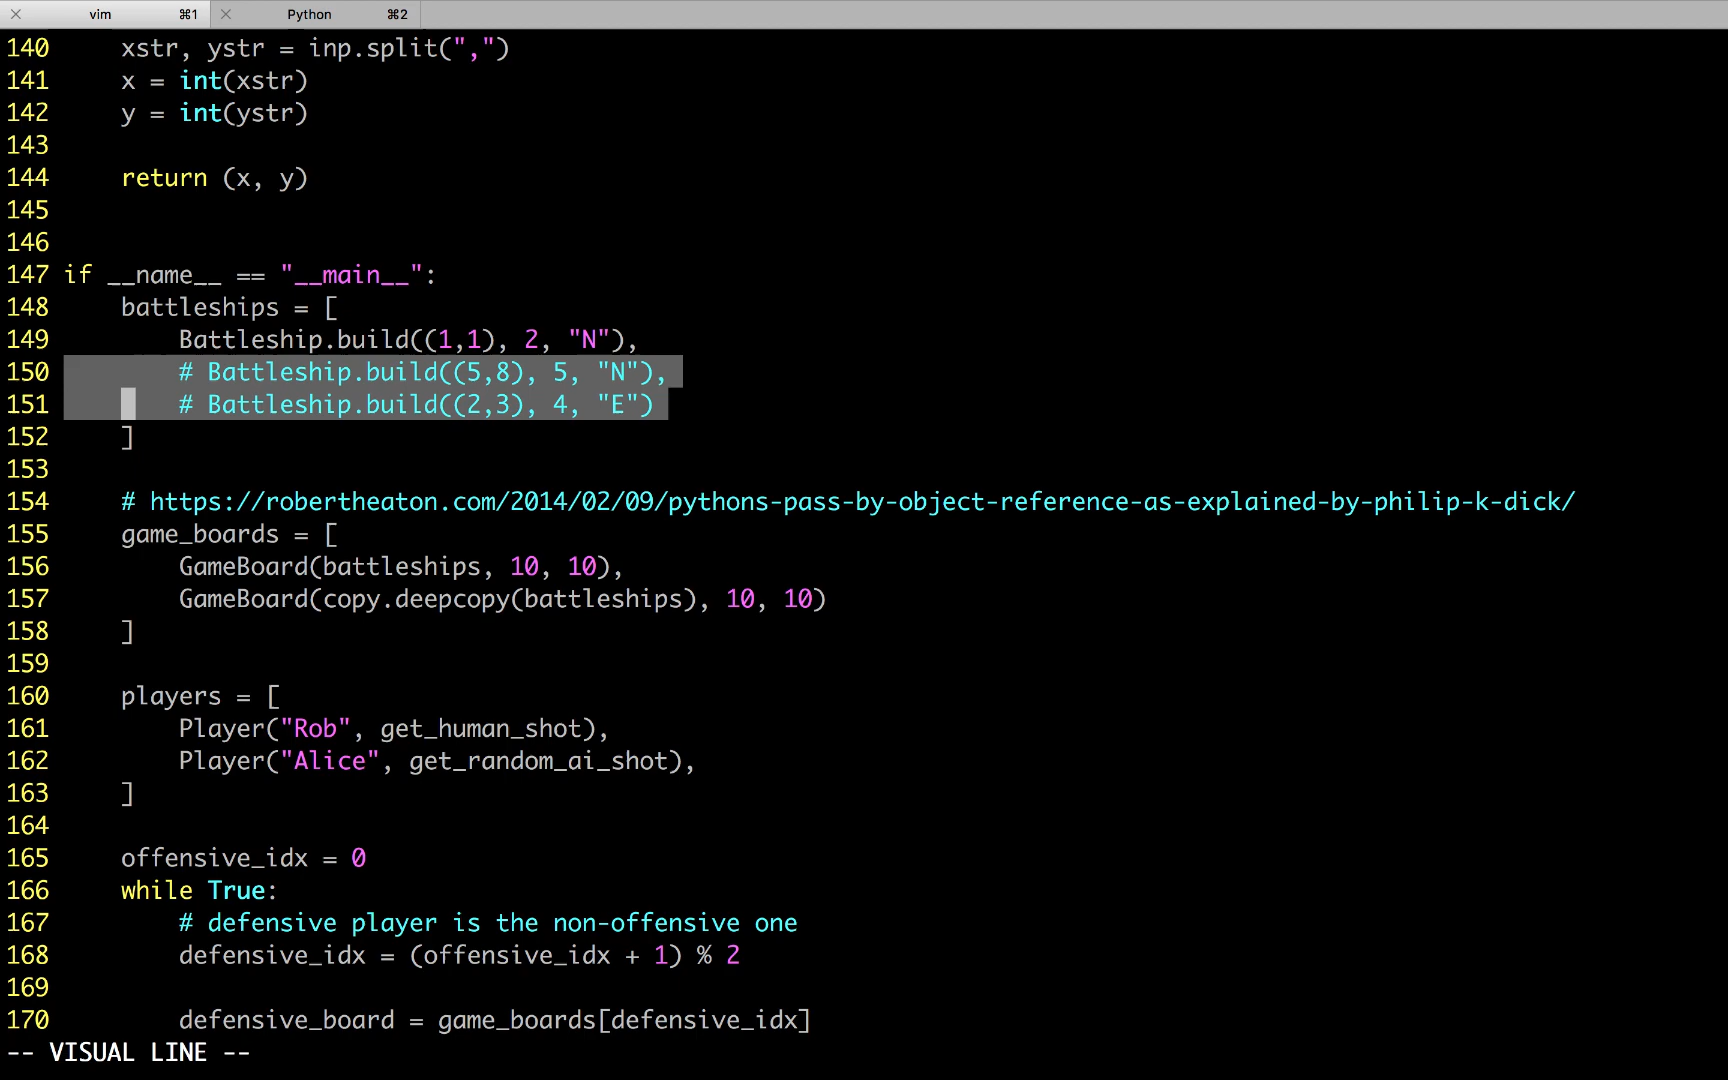 vim ⌘1 Python ⌘2
140     xstr, ystr = inp.split(",")
141     x = int(xstr)
142     y = int(ystr)
143
144     return (x, y)
145
146
147 if __name__ == "__main__":
148     battleships = [
149         Battleship.build((1,1), 2, "N"),
150         # Battleship.build((5,8), 5, "N"),
151         # Battleship.build((2,3), 4, "E")
152     ]
153
154     # https://robertheaton.com/2014/02/09/pythons-pass-by-object-reference-as-explained-by-philip-k-dick/
155     game_boards = [
156         GameBoard(battleships, 10, 10),
157         GameBoard(copy.deepcopy(battleships), 10, 10)
158     ]
159
160     players = [
161         Player("Rob", get_human_shot),
162         Player("Alice", get_random_ai_shot),
163     ]
164
165     offensive_idx = 0
166     while True:
167         # defensive player is the non-offensive one
168         defensive_idx = (offensive_idx + 1) % 2
169
170         defensive_board = game_boards[defensive_idx]
-- VISUAL LINE --